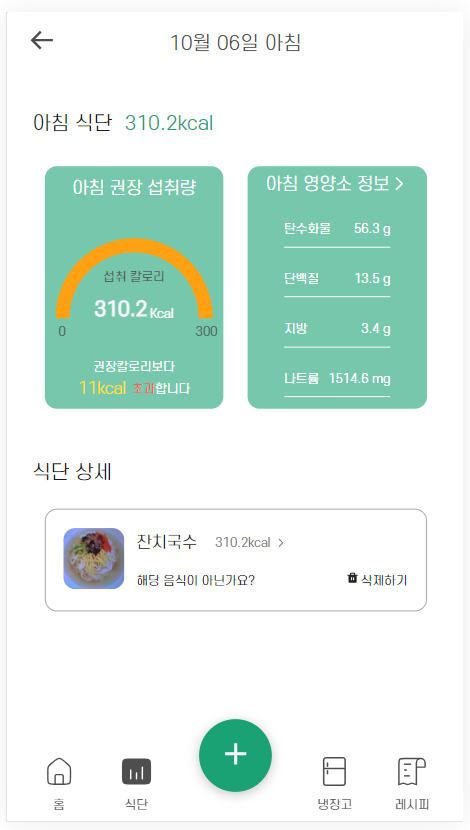 10월 06일 아침
아침 식단 310.2kcal
아침 권장 섭취량
섭취 칼로리
310.2 Kcal
0 300
권장칼로리보다
11kcal 초과합니다
아침 영양소 정보 >
탄수화물 56.3 g
단백질 13.5 g
지방 3.4 g
나트륨 1514.6 mg
식단 상세
잔치국수 310.2kcal >
해당 음식이 아닌가요? 삭제하기
홈 식단 냉장고 레시피